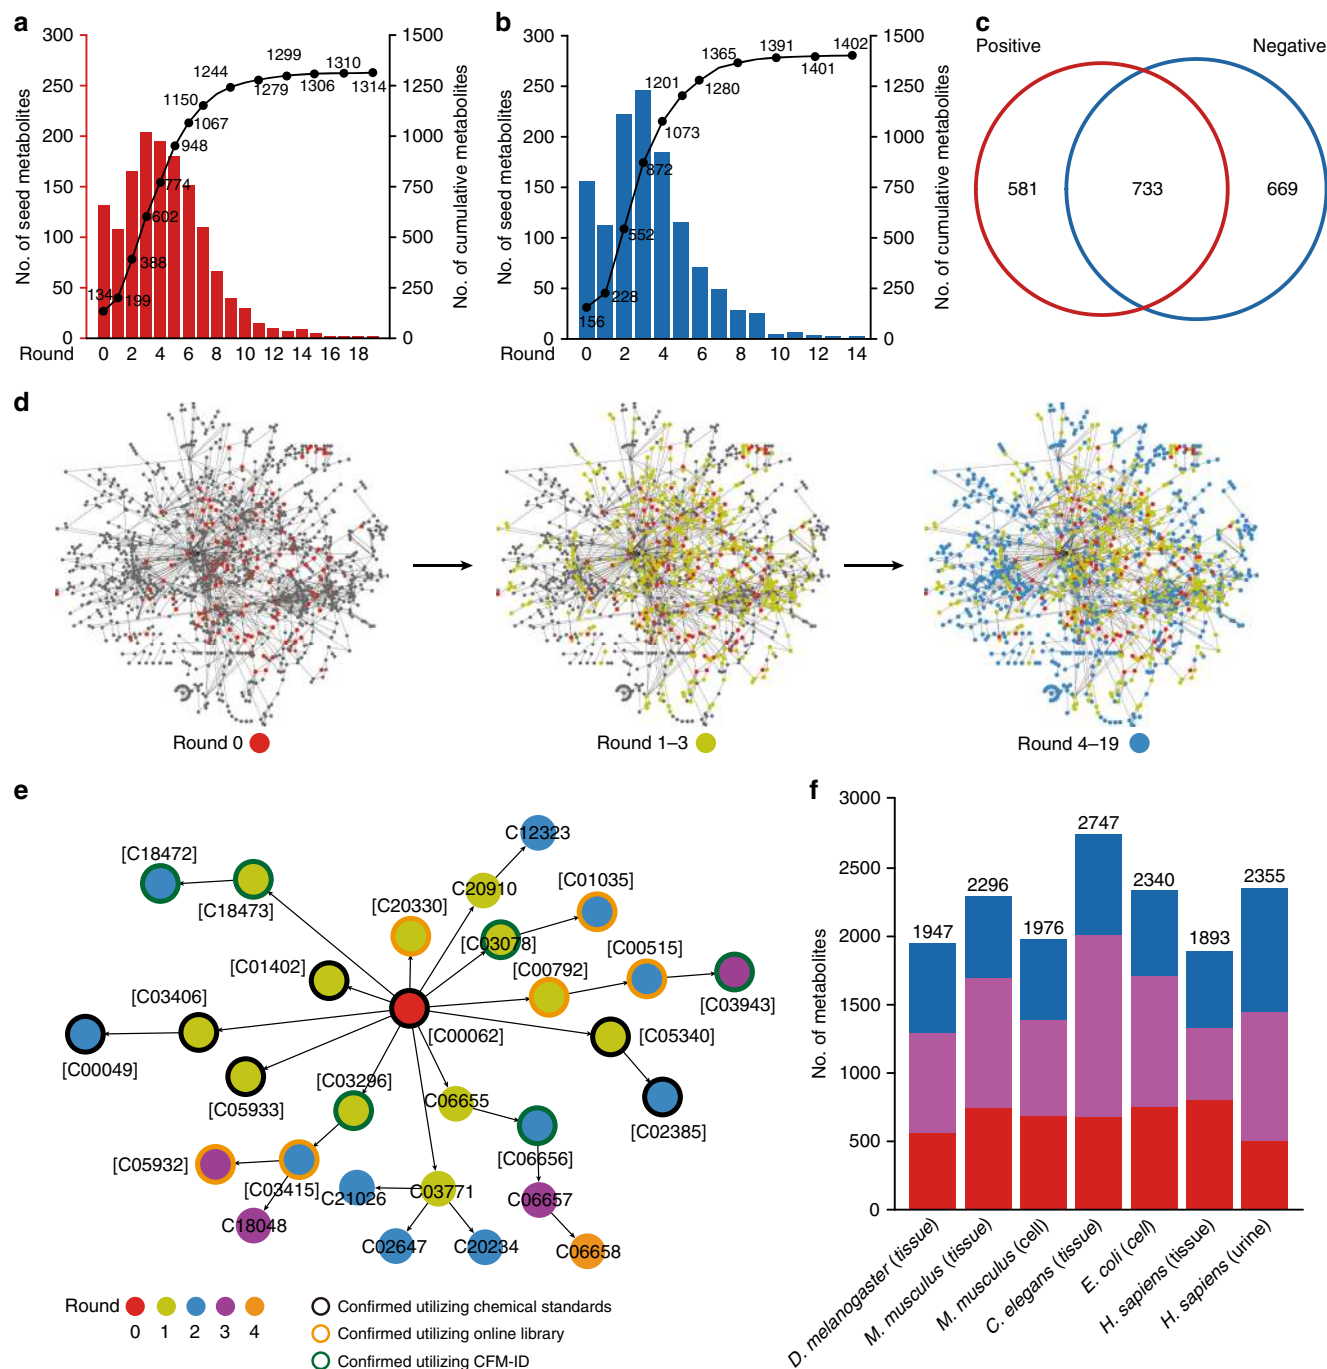 a
No. of seed metabolites
300
250
200
150
100
50
0
1500
1250
1000
750
500
250
0
No. of cumulative metabolites
134
199
388
602
774
948
1067
1150
1244
1279
1299
1306
1310
1314
Round
0 2 4 6 8 10 12 14 16 18
b
No. of seed metabolites
300
250
200
150
100
50
0
1500
1250
1000
750
500
250
0
No. of cumulative metabolites
156
228
552
872
1073
1201
1280
1365
1391
1401
1402
Round
0 2 4 6 8 10 12 14
c
Positive
Negative
581
733
669
d
Round 0
Round 1–3
Round 4–19
e
C12323
[C18472]
[C18473]
C20910
[C01035]
[C20330]
[C03078]
[C00515]
[C01402]
[C00792]
[C03943]
[C03406]
[C00062]
[C05340]
[C00049]
[C05933]
[C03296]
C06655
[C02385]
[C05932]
[C03415]
[C06656]
C21026
C03771
C06657
C18048
C02647
C20234
C06658
Round
0 1 2 3 4
Confirmed utilizing chemical standards
Confirmed utilizing online library
Confirmed utilizing CFM-ID
f
No. of metabolites
3000
2500
2000
1500
1000
500
0
1947
2296
1976
2747
2340
1893
2355
D. melanogaster (tissue)
M. musculus (tissue)
M. musculus (cell)
C. elegans (tissue)
E. coli (cell)
H. sapiens (tissue)
H. sapiens (urine)